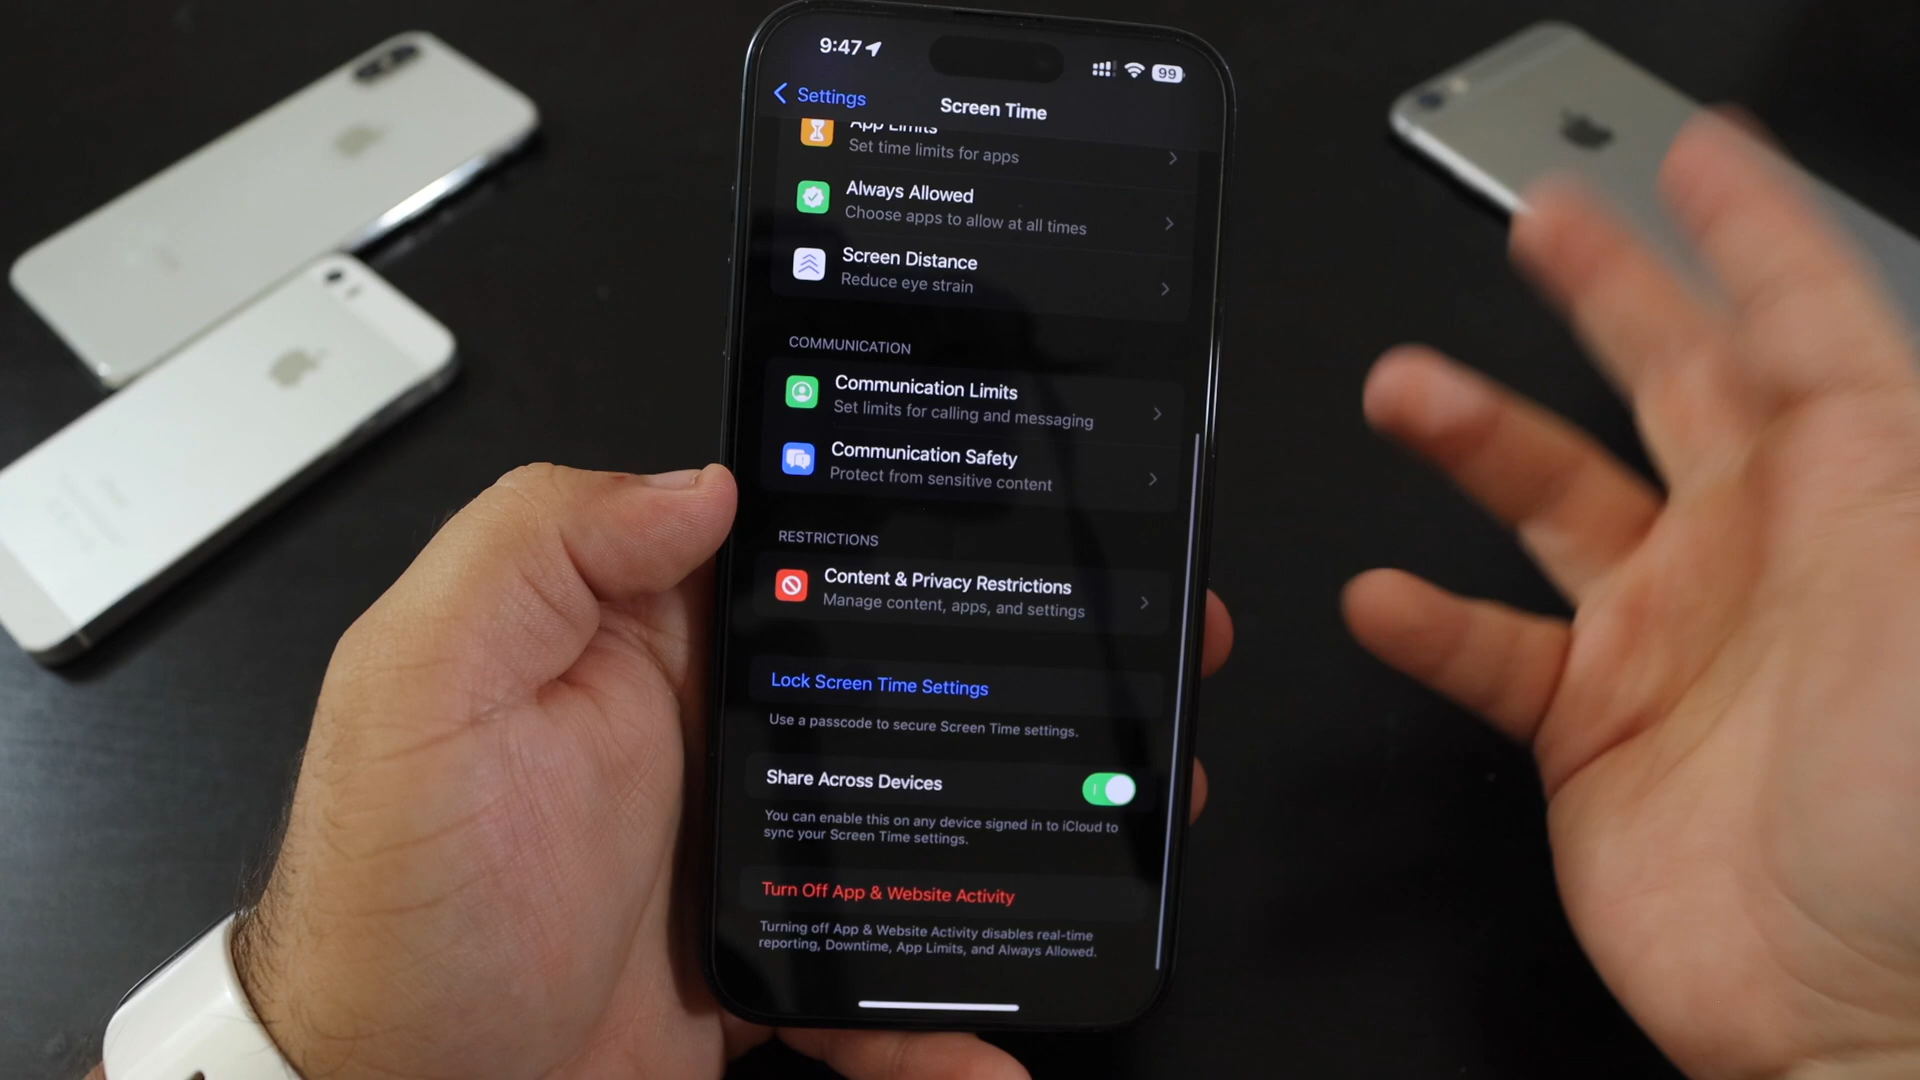 9:47
99
Settings
Screen Time
App Limits
Set time limits for apps
Always Allowed
Choose apps to allow at all times
Screen Distance
Reduce eye strain
COMMUNICATION
Communication Limits
Set limits for calling and messaging
Communication Safety
Protect from sensitive content
RESTRICTIONS
Content & Privacy Restrictions
Manage content, apps, and settings
Lock Screen Time Settings
Use a passcode to secure Screen Time settings.
Share Across Devices
You can enable this on any device signed in to iCloud to
sync your Screen Time settings.
Turn Off App & Website Activity
Turning off App & Website Activity disables real-time
reporting, Downtime, App Limits, and Always Allowed.